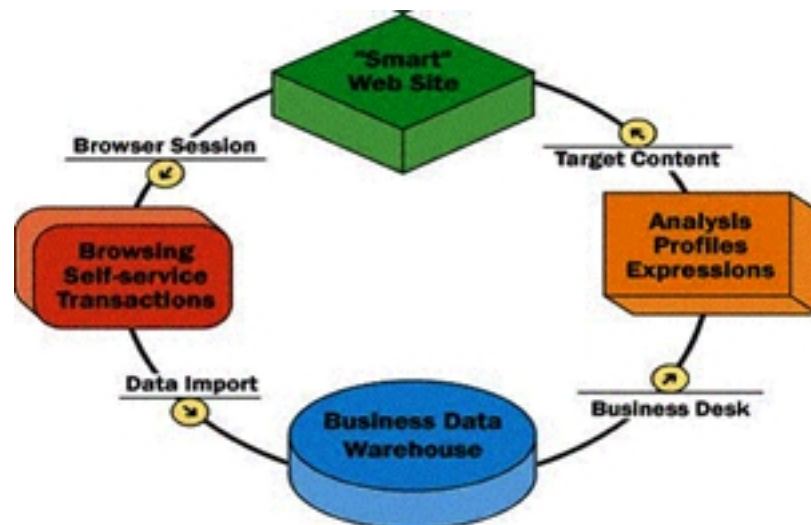 "Smart"
Web Site
Browser Session
Target Content
Browsing
Self-service
Transactions
Analysis
Profiles
Expressions
Data Import
Business Desk
Business Data
Warehouse